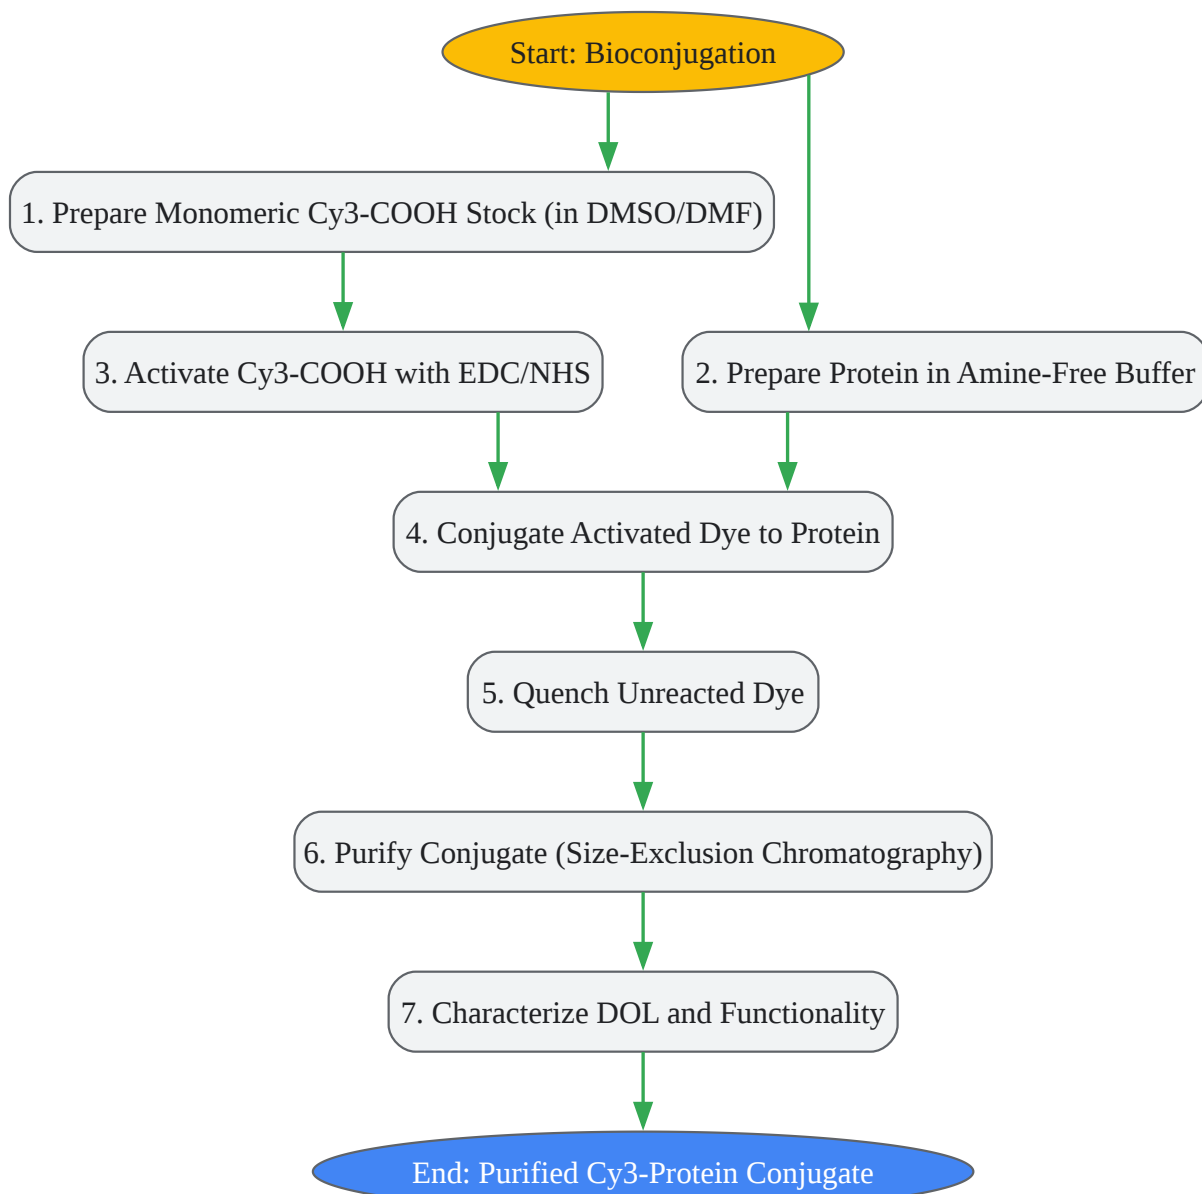 Start: Bioconjugation
1. Prepare Monomeric Cy3-COOH Stock (in DMSO/DMF)
3. Activate Cy3-COOH with EDC/NHS
2. Prepare Protein in Amine-Free Buffer
4. Conjugate Activated Dye to Protein
5. Quench Unreacted Dye
6. Purify Conjugate (Size-Exclusion Chromatography)
7. Characterize DOL and Functionality
End: Purified Cy3-Protein Conjugate